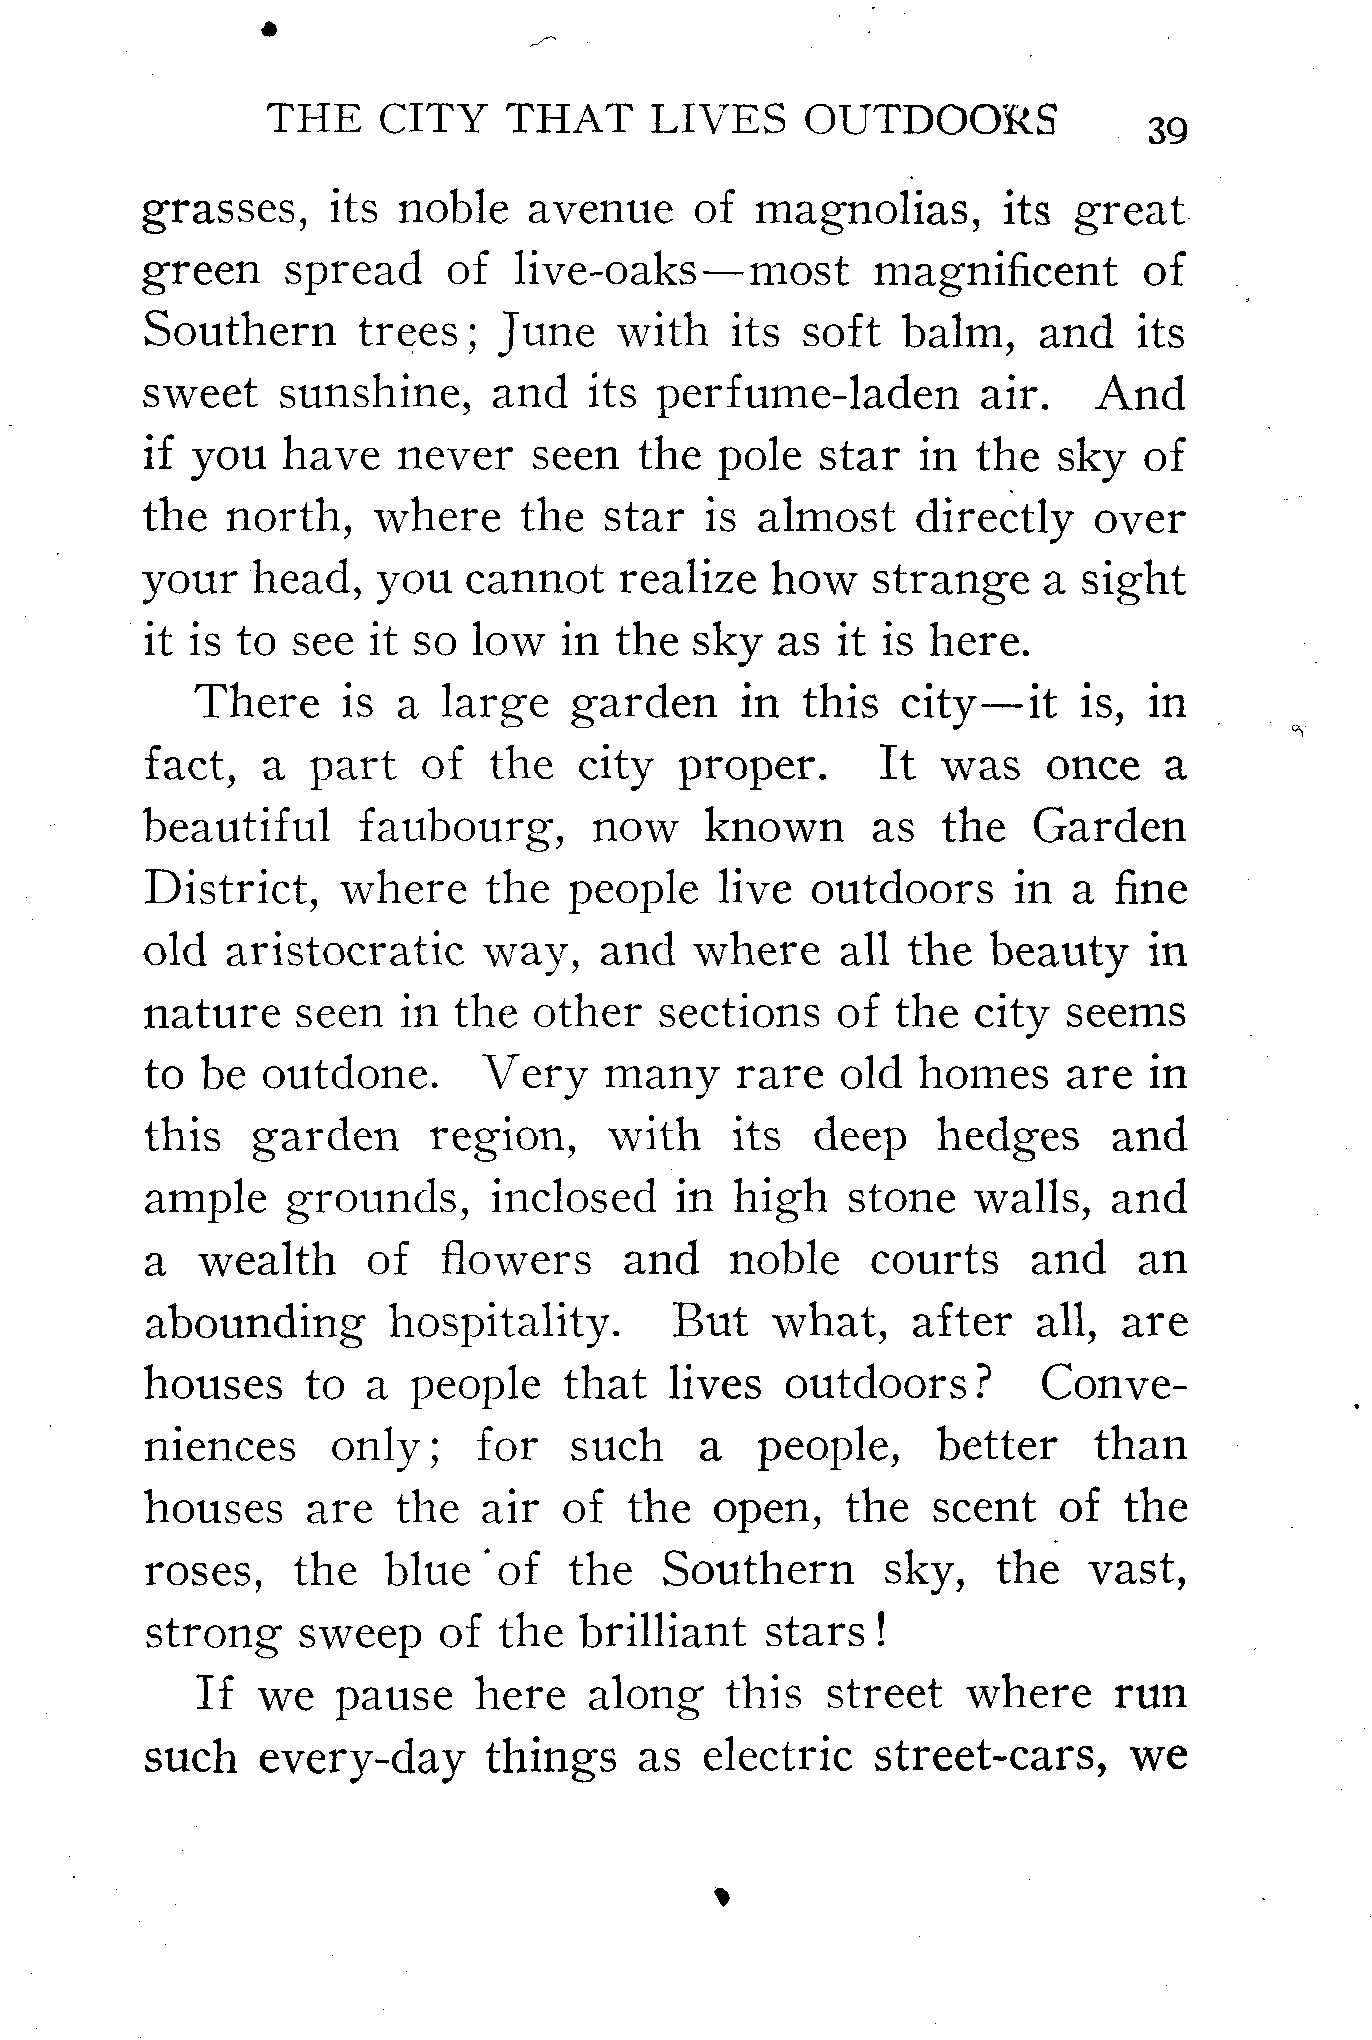 THE CITY THAT LIVES OUTDOORS 39
grasses, its noble avenue of magnolias, its great
green spread of live-oaks—most magnificent of
Southern trees; June with its soft balm, and its
sweet sunshine, and its perfume-laden air. And
if you have never seen the pole star in the sky of
the north, where the star is almost directly over
your head, you cannot realize how strange a sight
it is to see it so low in the sky as it is here.
There is a large garden in this city—it is, in
fact, a part of the city proper. It was once a
beautiful faubourg, now known as the Garden
District, where the people live outdoors in a fine
old aristocratic way, and where all the beauty in
nature seen in the other sections of the city seems
to be outdone. Very many rare old homes are in
this garden region, with its deep hedges and
ample grounds, inclosed in high stone walls, and
a wealth of flowers and noble courts and an
abounding hospitality. But what, after all, are
houses to a people that lives outdoors? Conve-
niences only; for such a people, better than
houses are the air of the open, the scent of the
roses, the blue of the Southern sky, the vast,
strong sweep of the brilliant stars!
If we pause here along this street where run
such every-day things as electric street-cars, we